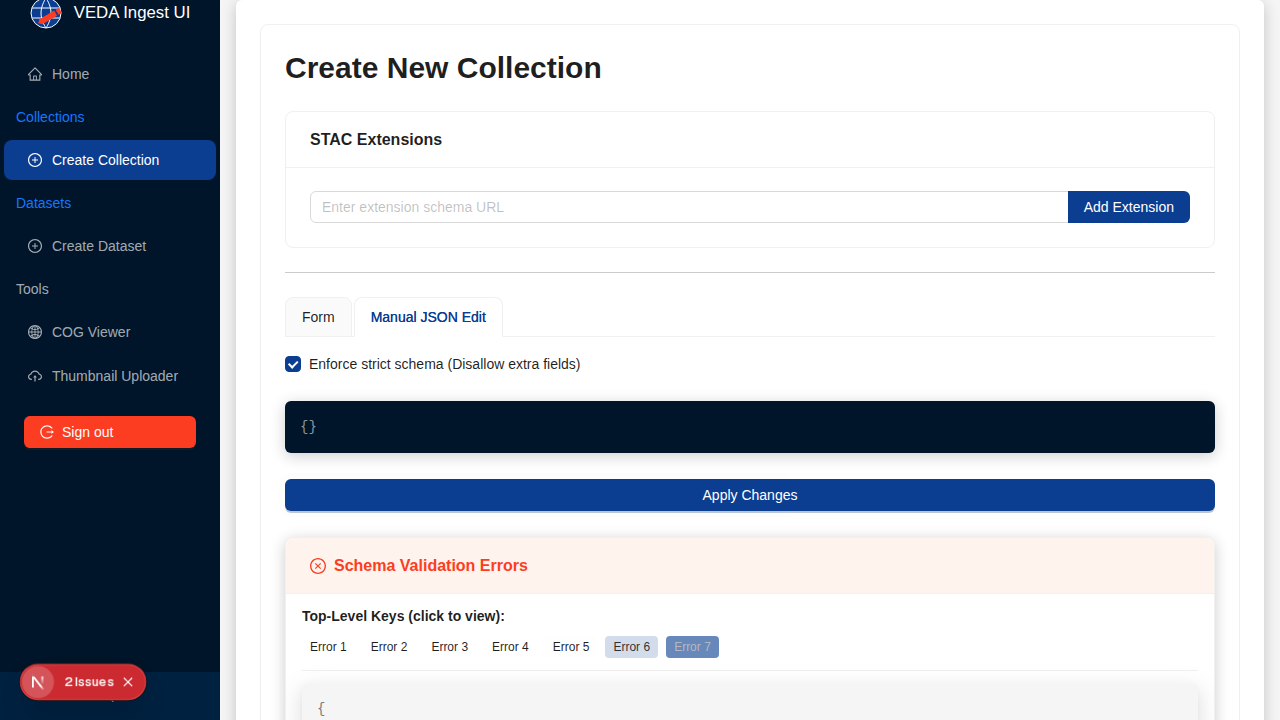 VEDA Ingest UI
Home
Collections
Create Collection
Datasets
Create Dataset
Tools
COG Viewer
Thumbnail Uploader
Sign out
2 Issues
Create New Collection
STAC Extensions
Enter extension schema URL
Add Extension
Form
Manual JSON Edit
Enforce strict schema (Disallow extra fields)
{}
Apply Changes
Schema Validation Errors
Top-Level Keys (click to view):
Error 1 Error 2 Error 3 Error 4 Error 5 Error 6 Error 7
{